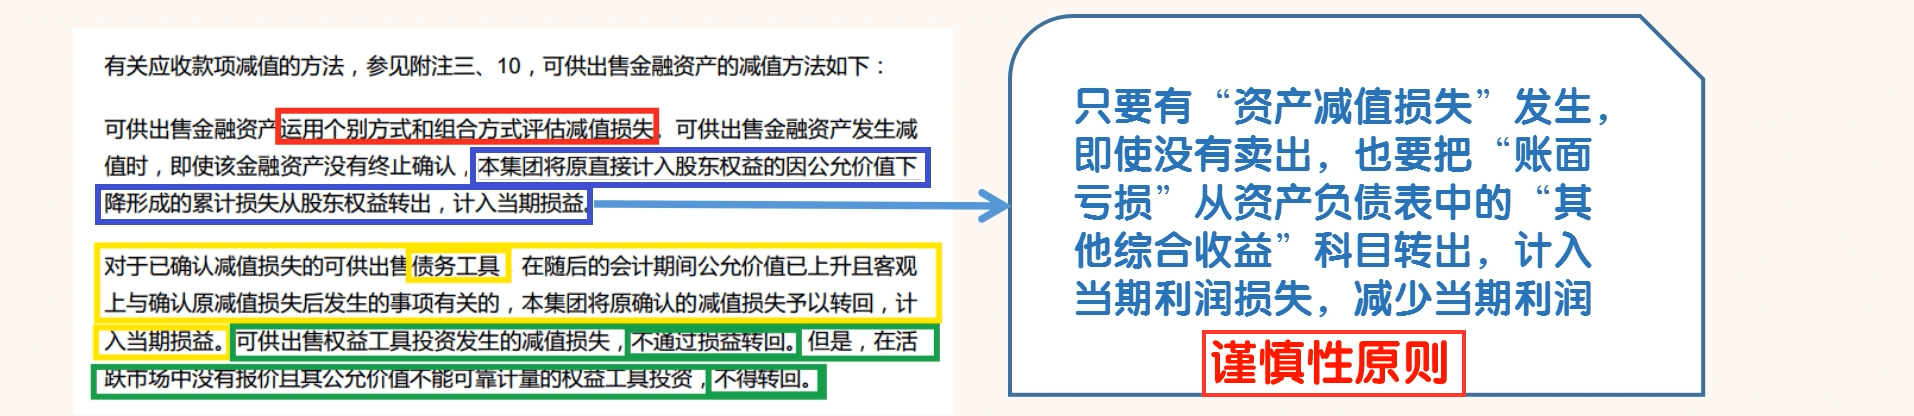 有关应收款项减值的方法，参见附注三、10，可供出售金融资产的减值方法如下：
可供出售金融资产运用个别方式和组合方式评估减值损失。可供出售金融资产发生减
值时，即使该金融资产没有终止确认，本集团将原直接计入股东权益的因公允价值下
降形成的累计损失从股东权益转出，计入当期损益。
对于已确认减值损失的可供出售债务工具，在随后的会计期间公允价值已上升且客观
上与确认原减值损失后发生的事项有关的，本集团将原确认的减值损失予以转回，计
入当期损益。可供出售权益工具投资发生的减值损失，不通过损益转回。但是，在活
跃市场中没有报价且其公允价值不能可靠计量的权益工具投资，不得转回。
只要有“资产减值损失”发生，
即使没有卖出，也要把“账面
亏损”从资产负债表中的“其
他综合收益”科目转出，计入
当期利润损失，减少当期利润
谨慎性原则